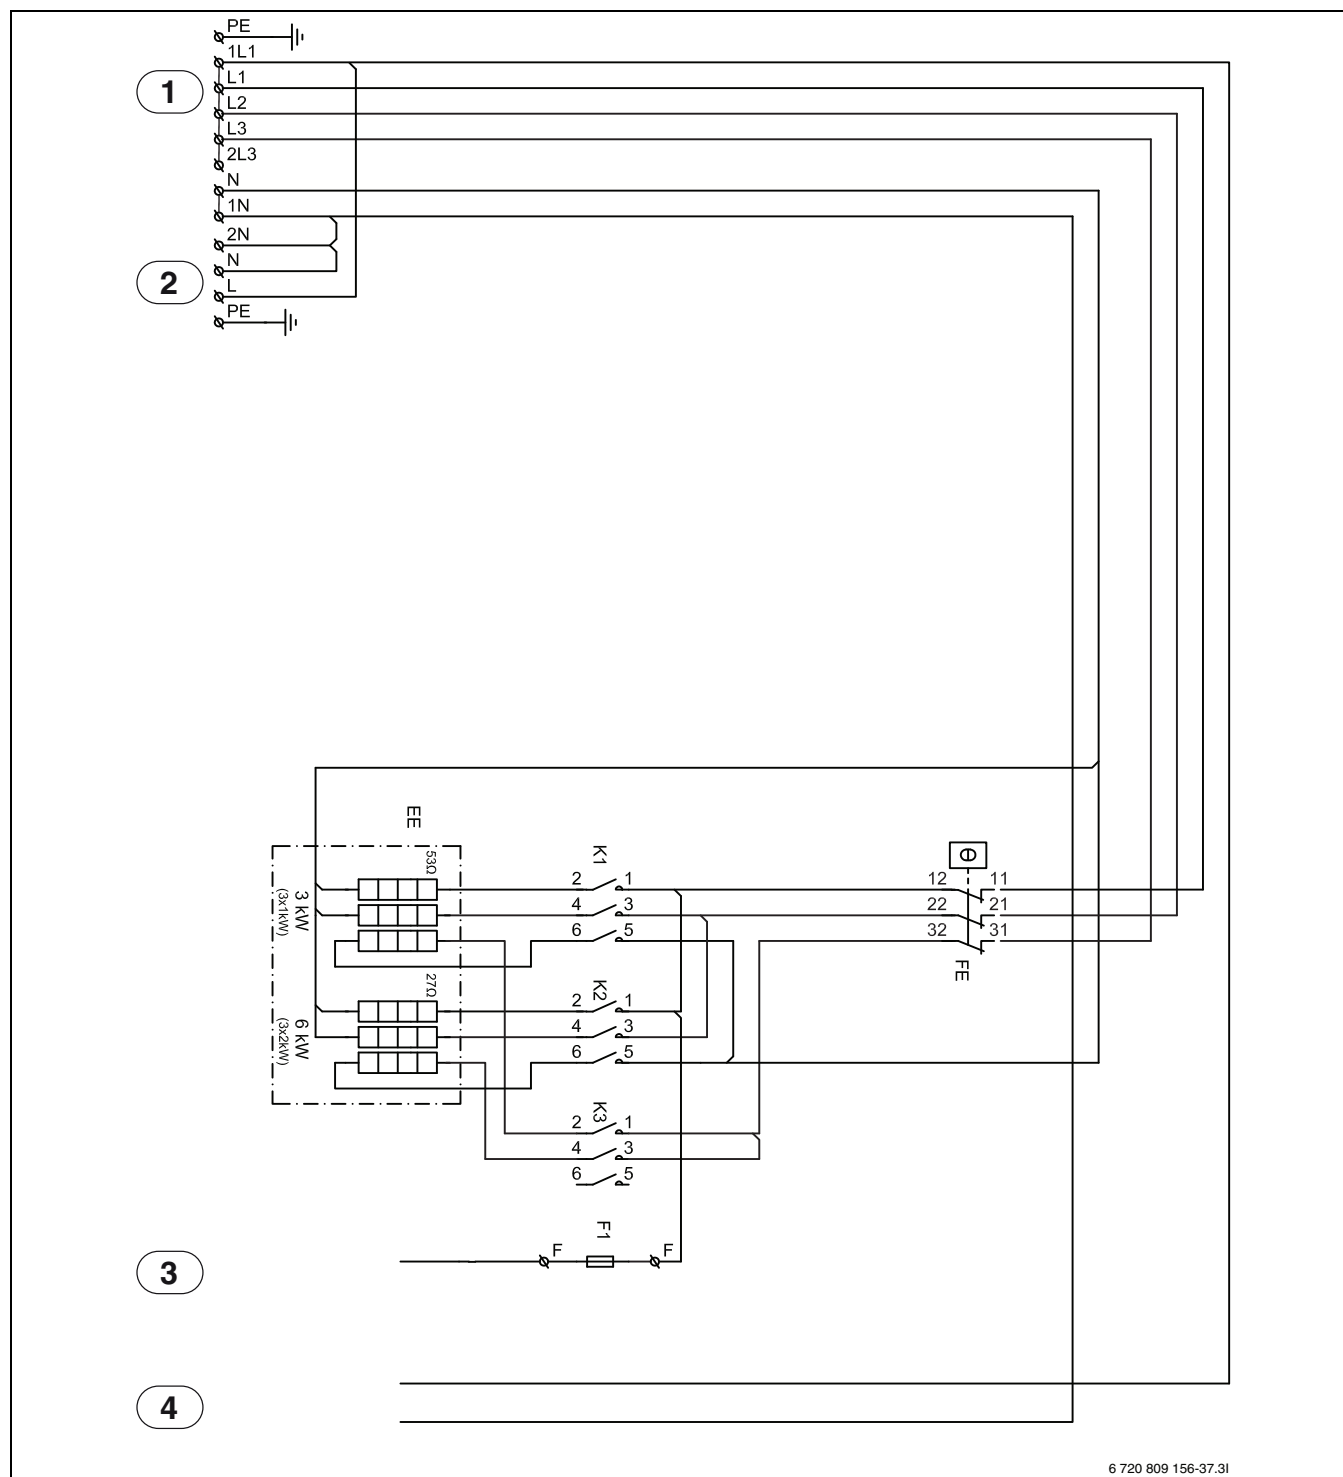 PE
1L1
1
L1
L2
L3
2L3
N
1N
2N
N
2
L
PE
EE
53Ω
3 kW
(3x1kW)
27Ω
6 kW
(3x2kW)
K1
2 1
4 3
6 5
K2
2 1
4 3
6 5
K3
2 1
4 3
6 5
Θ
12 11
22 21
32 31
FE
F1
F F
3
4
6 720 809 156-37.3I